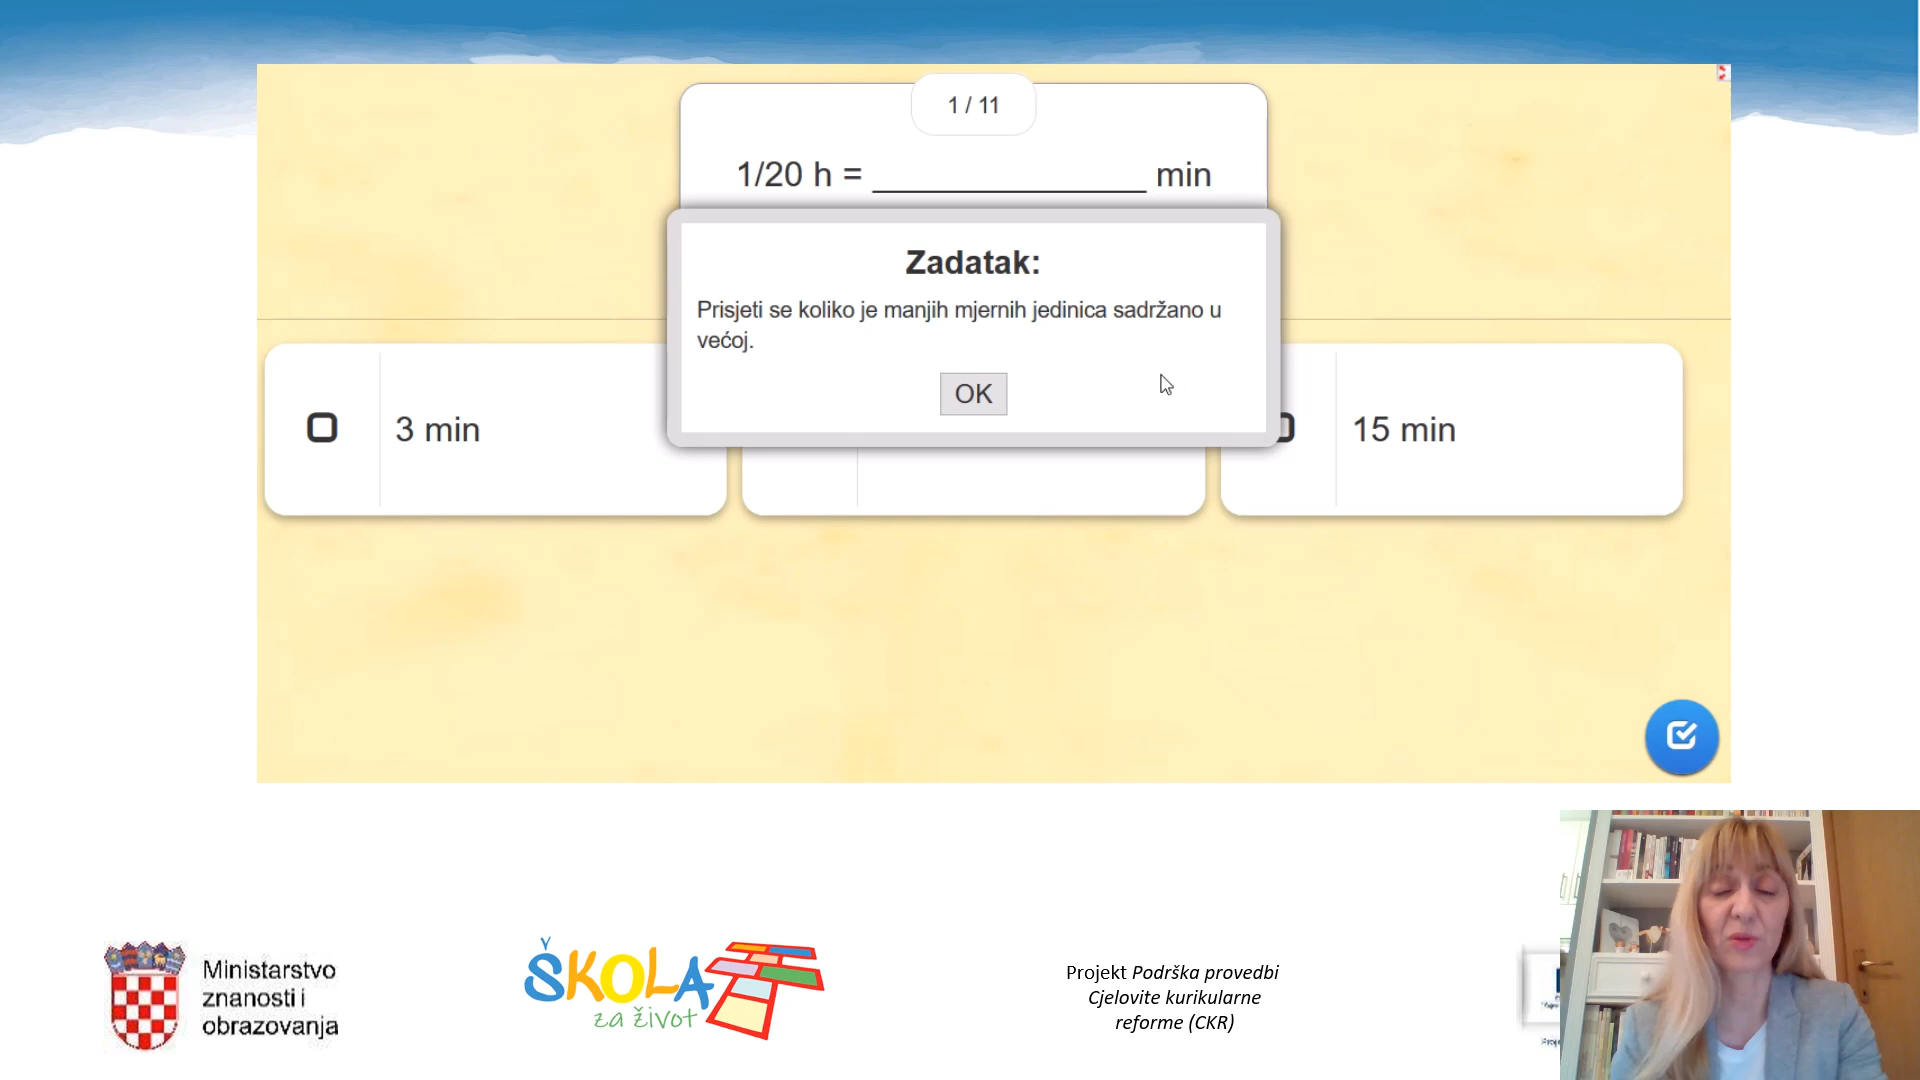 1 / 11
1/20 h = _______________ min
Zadatak:
Prisjeti se koliko je manjih mjernih jedinica sadržano u
većoj.
OK
3 min
15 min
Ministarstvo
znanosti i
obrazovanja
ŠKOLA
za život
Projekt Podrška provedbi
Cjelovite kurikularne
reforme (CKR)